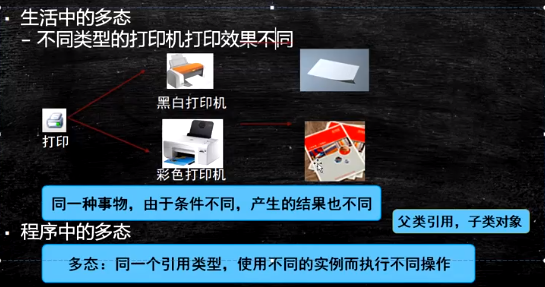 生活中的多态
– 不同类型的打印机打印效果不同
黑白打印机
打印
彩色打印机
同一种事物，由于条件不同，产生的结果也不同
父类引用，子类对象
程序中的多态
多态：同一个引用类型，使用不同的实例而执行不同操作